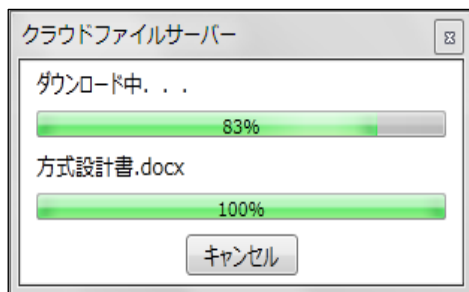 クラウドファイルサーバー
ダウンロード中．．．
83%
方式設計書.docx
100%
キャンセル